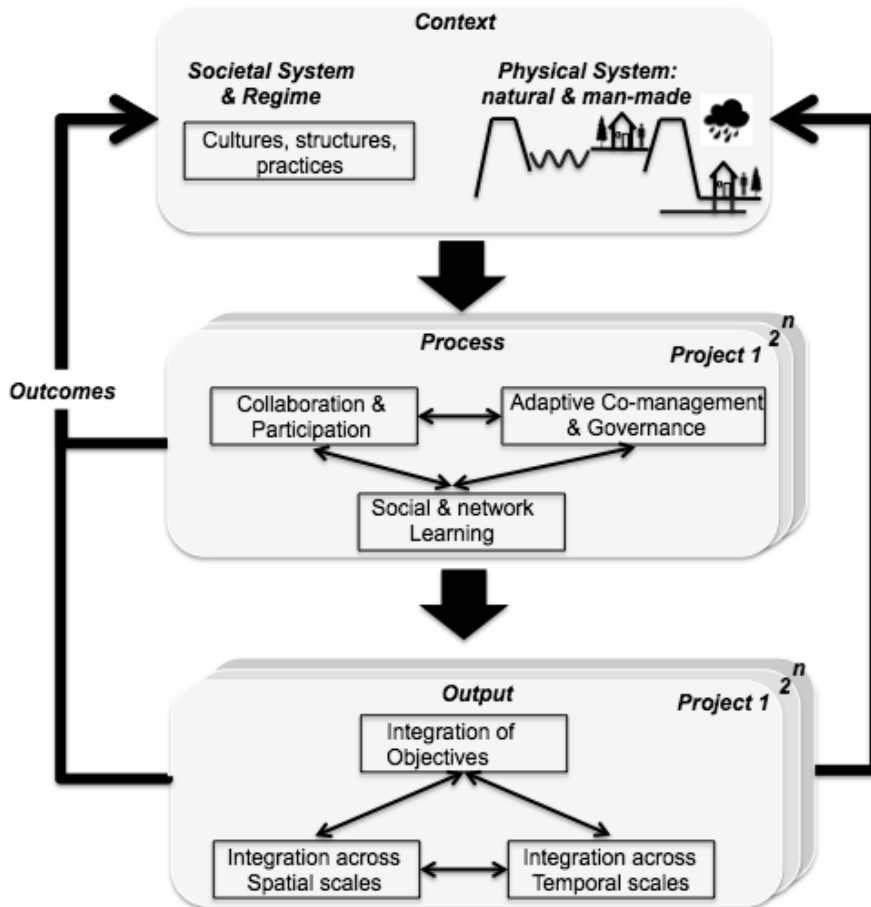 Context
Societal System
& Regime
Physical System:
natural & man-made
Cultures, structures,
practices
Process
Project 1
2
n
Collaboration &
Participation
Adaptive Co-management
& Governance
Social & network
Learning
Outcomes
Output
Project 1
2
n
Integration of
Objectives
Integration across
Spatial scales
Integration across
Temporal scales